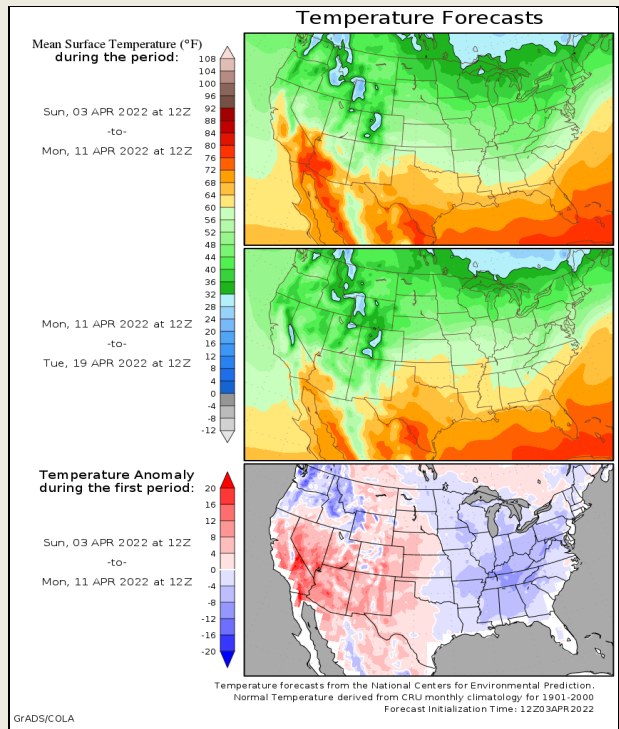 Temperature Forecasts
Mean Surface Temperature (°F)
during the period:
Sun, 03 APR 2022 at 12Z
-to-
Mon, 11 APR 2022 at 12Z
108
104
100
96
92
88
84
80
76
72
68
64
60
56
52
48
44
40
36
32
28
24
20
16
12
8
4
0
-4
-8
-12
Mon, 11 APR 2022 at 12Z
-to-
Tue, 19 APR 2022 at 12Z
Temperature Anomaly
during the first period:
Sun, 03 APR 2022 at 12Z
-to-
Mon, 11 APR 2022 at 12Z
20
16
12
8
4
0
-4
-8
-12
-16
-20
Temperature forecasts from the National Centers for Environmental Prediction.
Normal Temperature derived from CRU monthly climatology for 1901-2000
Forecast Initialization Time: 12Z03APR2022
GrADS/COLA